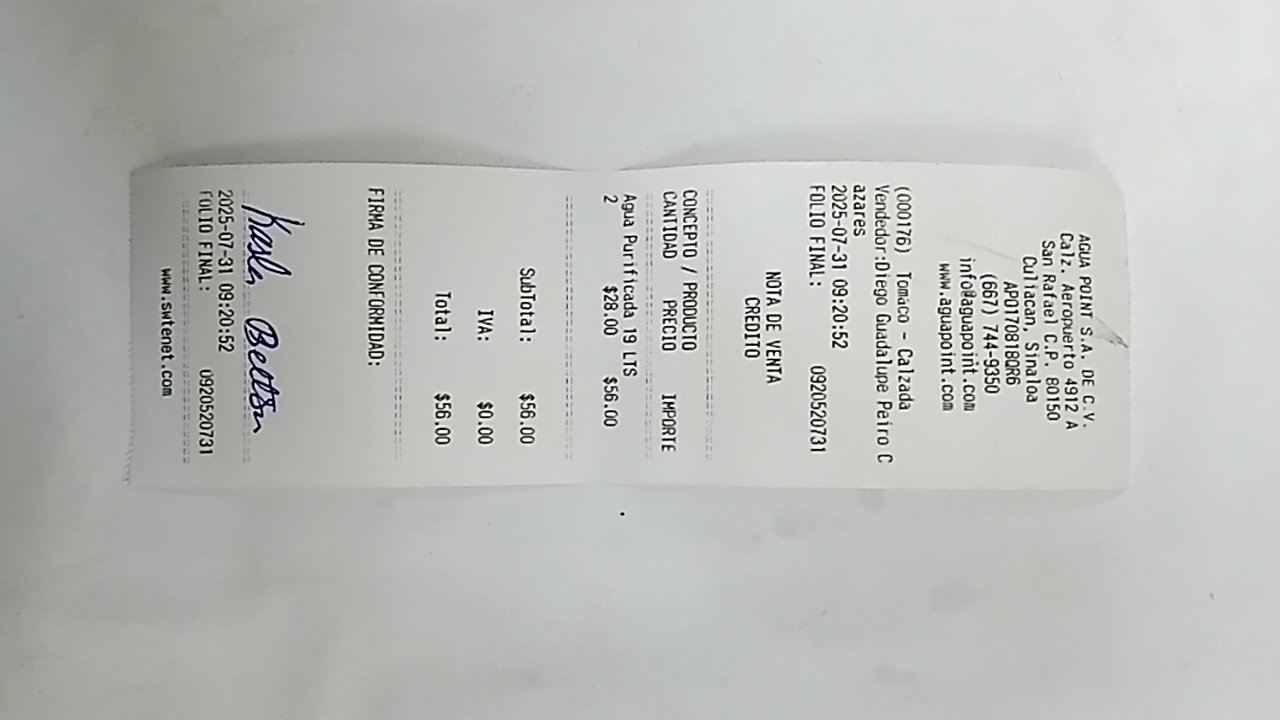 AGUA POINT S.A. DE C.V.
Calz. Aeropuerto 4912 A
San Rafael C.P. 80150
Culiacan, Sinaloa
APO170818QR6
(667) 744-9350
info@aguapoint.com
www.aguapoint.com
(000176) Tomaco - Calzada
Vendedor:Diego Guadalupe Peiro C
azares
2025-07-31 09:20:52
FOLIO FINAL: 0920520731
NOTA DE VENTA
CREDITO
CONCEPTO / PRODUCTO
CANTIDAD PRECIO IMPORTE
Agua Purificada 19 LTS
2 $28.00 $56.00
SubTotal: $56.00
IVA: $0.00
Total: $56.00
FIRMA DE CONFORMIDAD:
Karla Beltrán
2025-07-31 09:20:52
FOLIO FINAL: 0920520731
www.swfenet.com